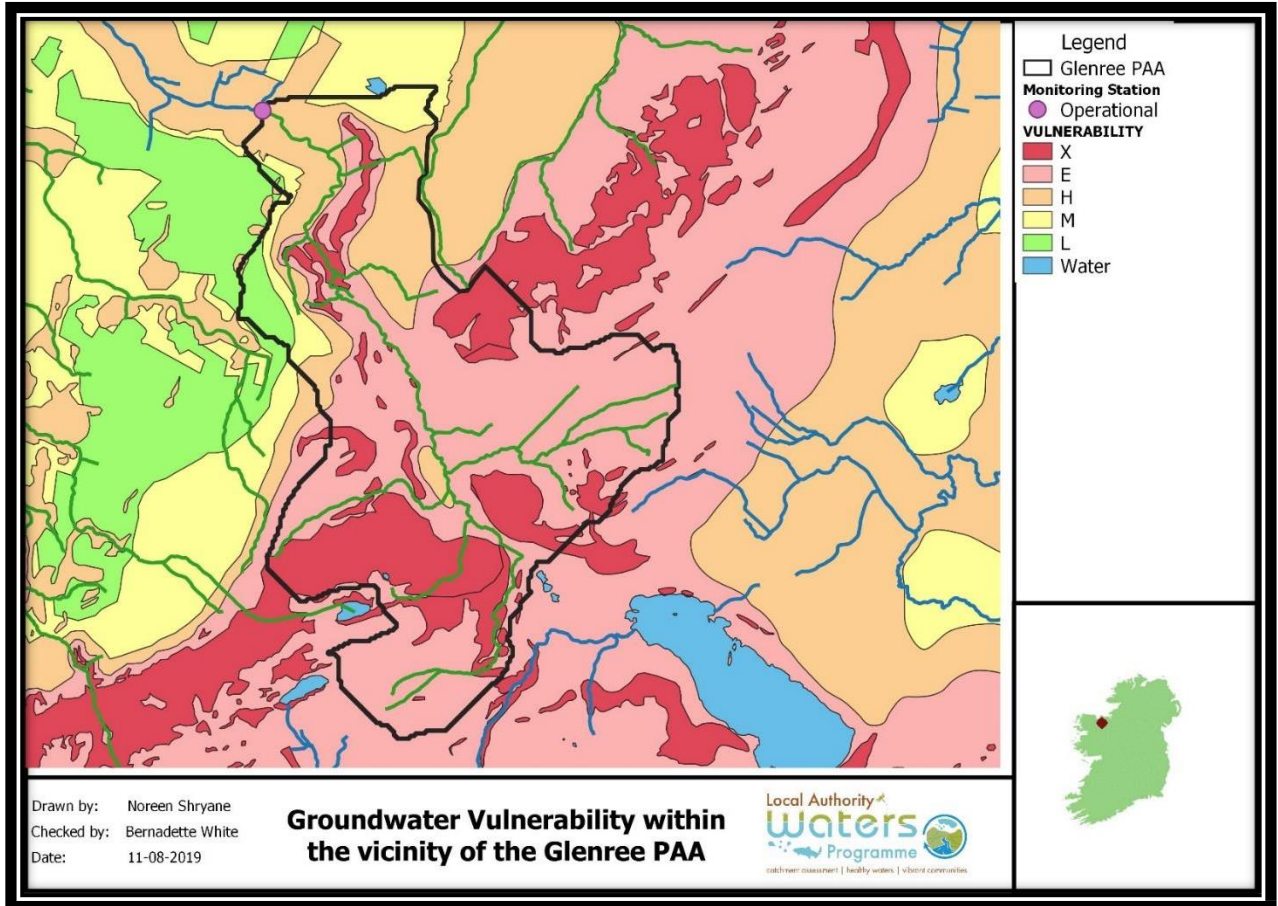 Legend
Glenree PAA
Monitoring Station
Operational
VULNERABILITY
X
E
H
M
L
Water
Drawn by: Noreen Shryane
Checked by: Bernadette White
Date: 11-08-2019
Groundwater Vulnerability within
the vicinity of the Glenree PAA
Local Authority
Waters
Programme
catchment assessment | healthy waters | vibrant communities